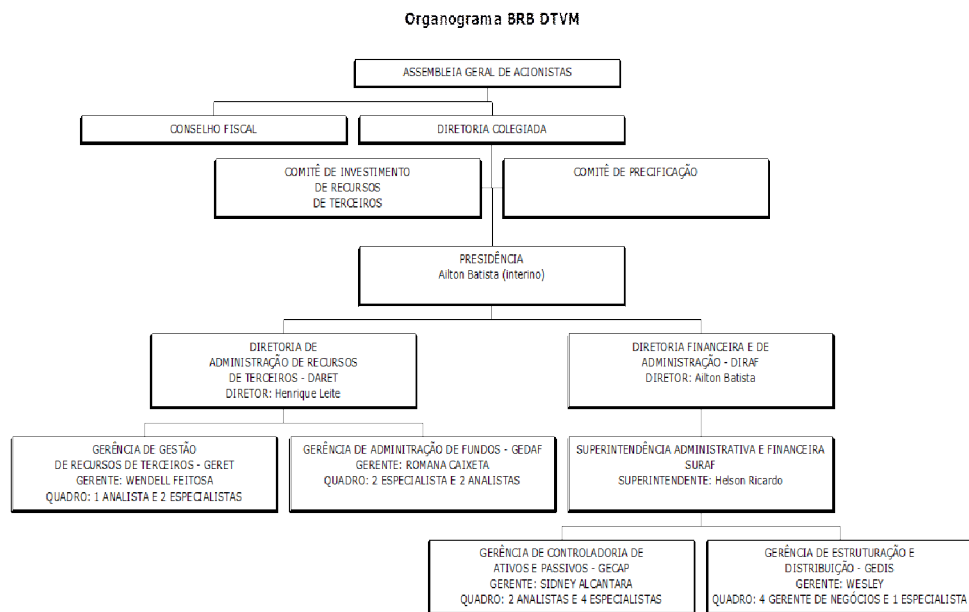 Organograma BRB DTVM
ASSEMBLEIA GERAL DE ACIONISTAS
CONSELHO FISCAL
DIRETORIA COLEGIADA
COMITÊ DE INVESTIMENTO
DE RECURSOS
DE TERCEIROS
COMITÊ DE PRECIFICAÇÃO
PRESIDÊNCIA
Ailton Batista (interino)
DIRETORIA DE
ADMINISTRAÇÃO DE RECURSOS
DE TERCEIROS - DARET
DIRETOR: Henrique Leite
DIRETORIA FINANCEIRA E DE
ADMINISTRAÇÃO - DIRAF
DIRETOR: Ailton Batista
GERÊNCIA DE GESTÃO
DE RECURSOS DE TERCEIROS - GERET
GERENTE: WENDELL FEITOSA
QUADRO: 1 ANALISTA E 2 ESPECIALISTAS
GERÊNCIA DE ADMINITRAÇÃO DE FUNDOS - GEDAF
GERENTE: ROMANA CAIXETA
QUADRO: 2 ESPECIALISTA E 2 ANALISTAS
SUPERINTENDÊNCIA ADMINISTRATIVA E FINANCEIRA
SURAF
SUPERINTENDENTE: Helson Ricardo
GERÊNCIA DE CONTROLADORIA DE
ATIVOS E PASSIVOS - GECAP
GERENTE: SIDNEY ALCANTARA
QUADRO: 2 ANALISTAS E 4 ESPECIALISTAS
GERÊNCIA DE ESTRUTURAÇÃO E
DISTRIBUIÇÃO - GEDIS
GERENTE: WESLEY
QUADRO: 4 GERENTE DE NEGÓCIOS E 1 ESPECIALISTA